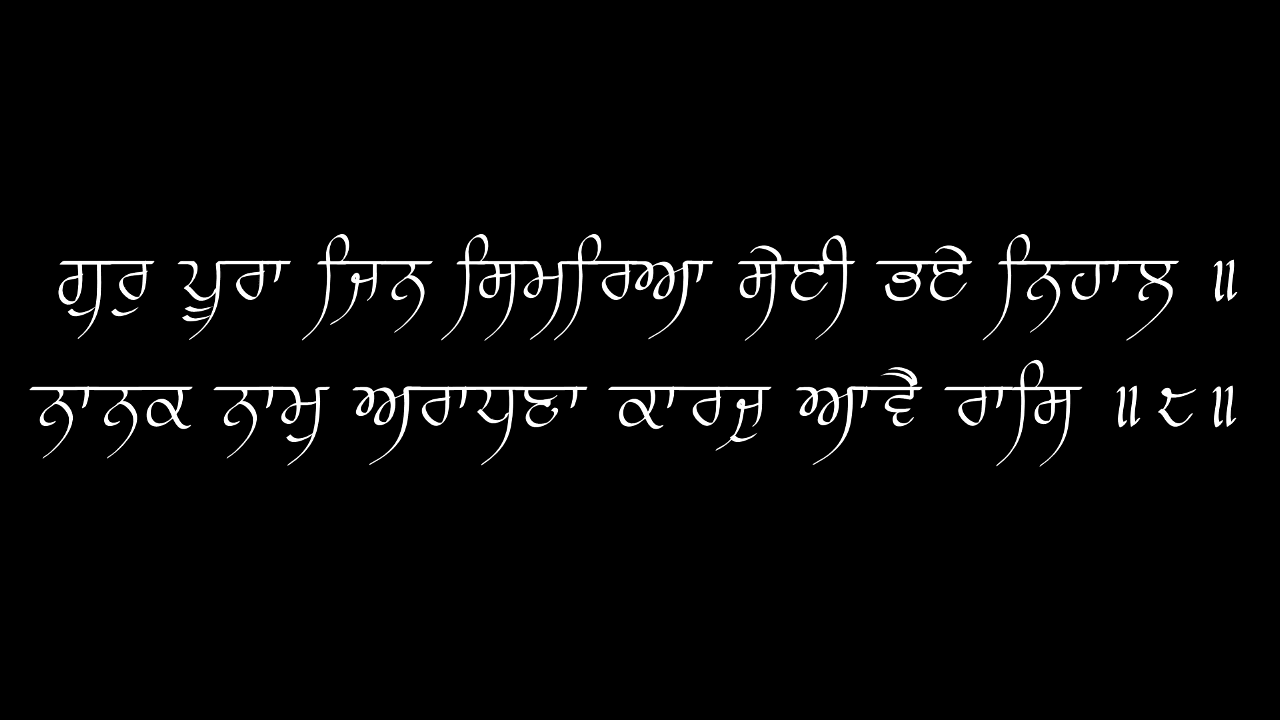 ਗੁਰੁ ਪੂਰਾ ਜਿਨ ਸਿਮਰਿਆ ਸੇਈ ਭਏ ਨਿਹਾਲ ॥
ਨਾਨਕ ਨਾਮੁ ਅਰਾਧਣਾ ਕਾਰਜੁ ਆਵੈ ਰਾਸਿ ॥੮॥